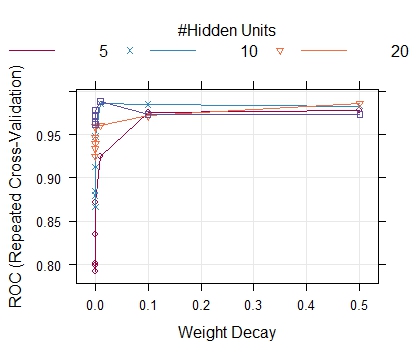 #Hidden Units
5 10 20
ROC (Repeated Cross-Validation)
0.95
0.90
0.85
0.80
0.0 0.1 0.2 0.3 0.4 0.5
Weight Decay